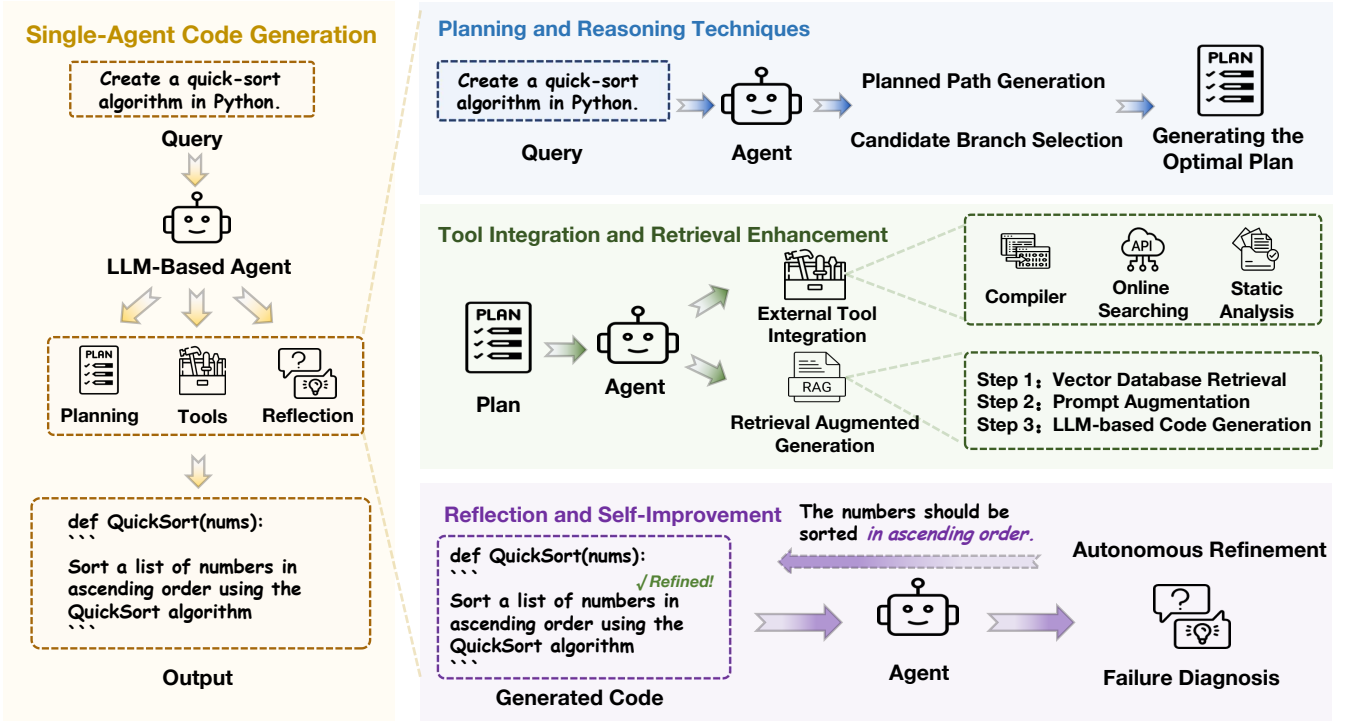 Single-Agent Code Generation
Create a quick-sort
algorithm in Python.
Query
LLM-Based Agent
PLAN
Planning
Tools
?
Reflection
def QuickSort(nums):
```
Sort a list of numbers in
ascending order using the
QuickSort algorithm
```
Output
Planning and Reasoning Techniques
Create a quick-sort
algorithm in Python.
Query
Agent
Planned Path Generation
Candidate Branch Selection
PLAN
Generating the
Optimal Plan
Tool Integration and Retrieval Enhancement
PLAN
Plan
Agent
External Tool
Integration
RAG
Retrieval Augmented
Generation
Compiler
API
Online
Searching
Static
Analysis
Step 1：Vector Database Retrieval
Step 2：Prompt Augmentation
Step 3：LLM-based Code Generation
Reflection and Self-Improvement
def QuickSort(nums):
```
√Refined!
Sort a list of numbers in
ascending order using the
QuickSort algorithm
```
Generated Code
The numbers should be
sorted in ascending order.
Agent
Autonomous Refinement
?
Failure Diagnosis